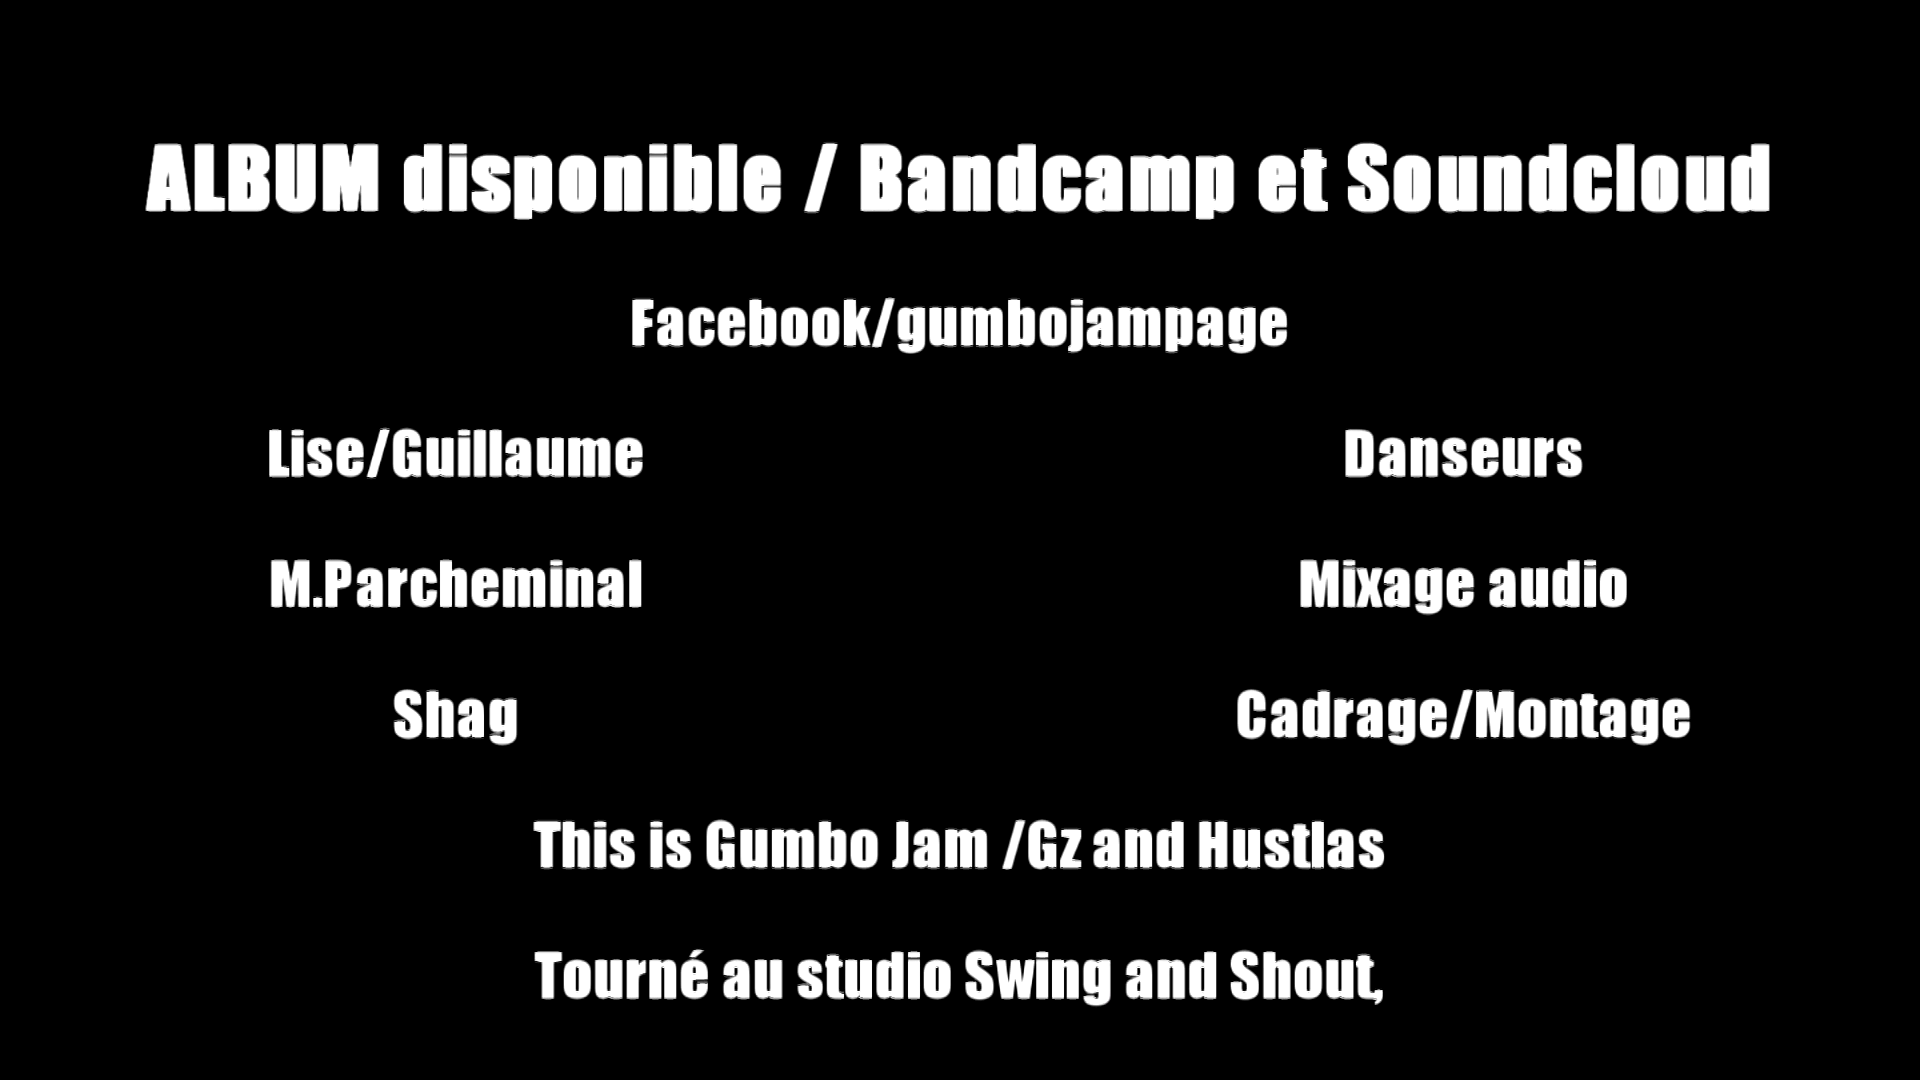 ALBUM disponible / Bandcamp et Soundcloud
Facebook/gumbojampage
Lise/Guillaume Danseurs
M.Parcheminal Mixage audio
Shag Cadrage/Montage
This is Gumbo Jam /Gz and Hustlas
Tourné au studio Swing and Shout,